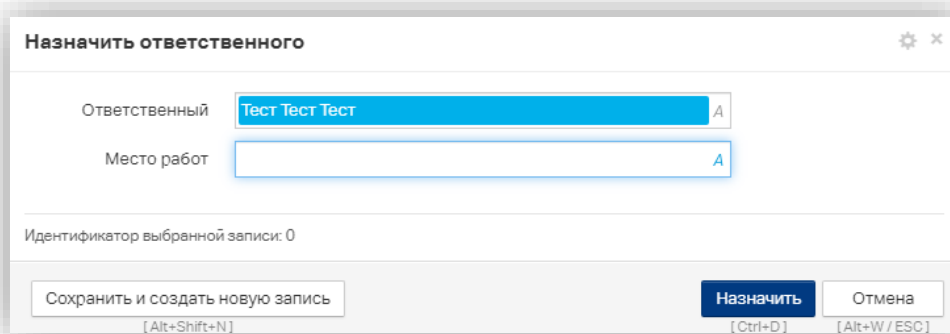 Назначить ответственного
Ответственный Тест Тест Тест A
Место работ A
Идентификатор выбранной записи: 0
Сохранить и создать новую запись Назначить Отмена
[Alt+Shift+N] [Ctrl+D] [Alt+W / ESC]